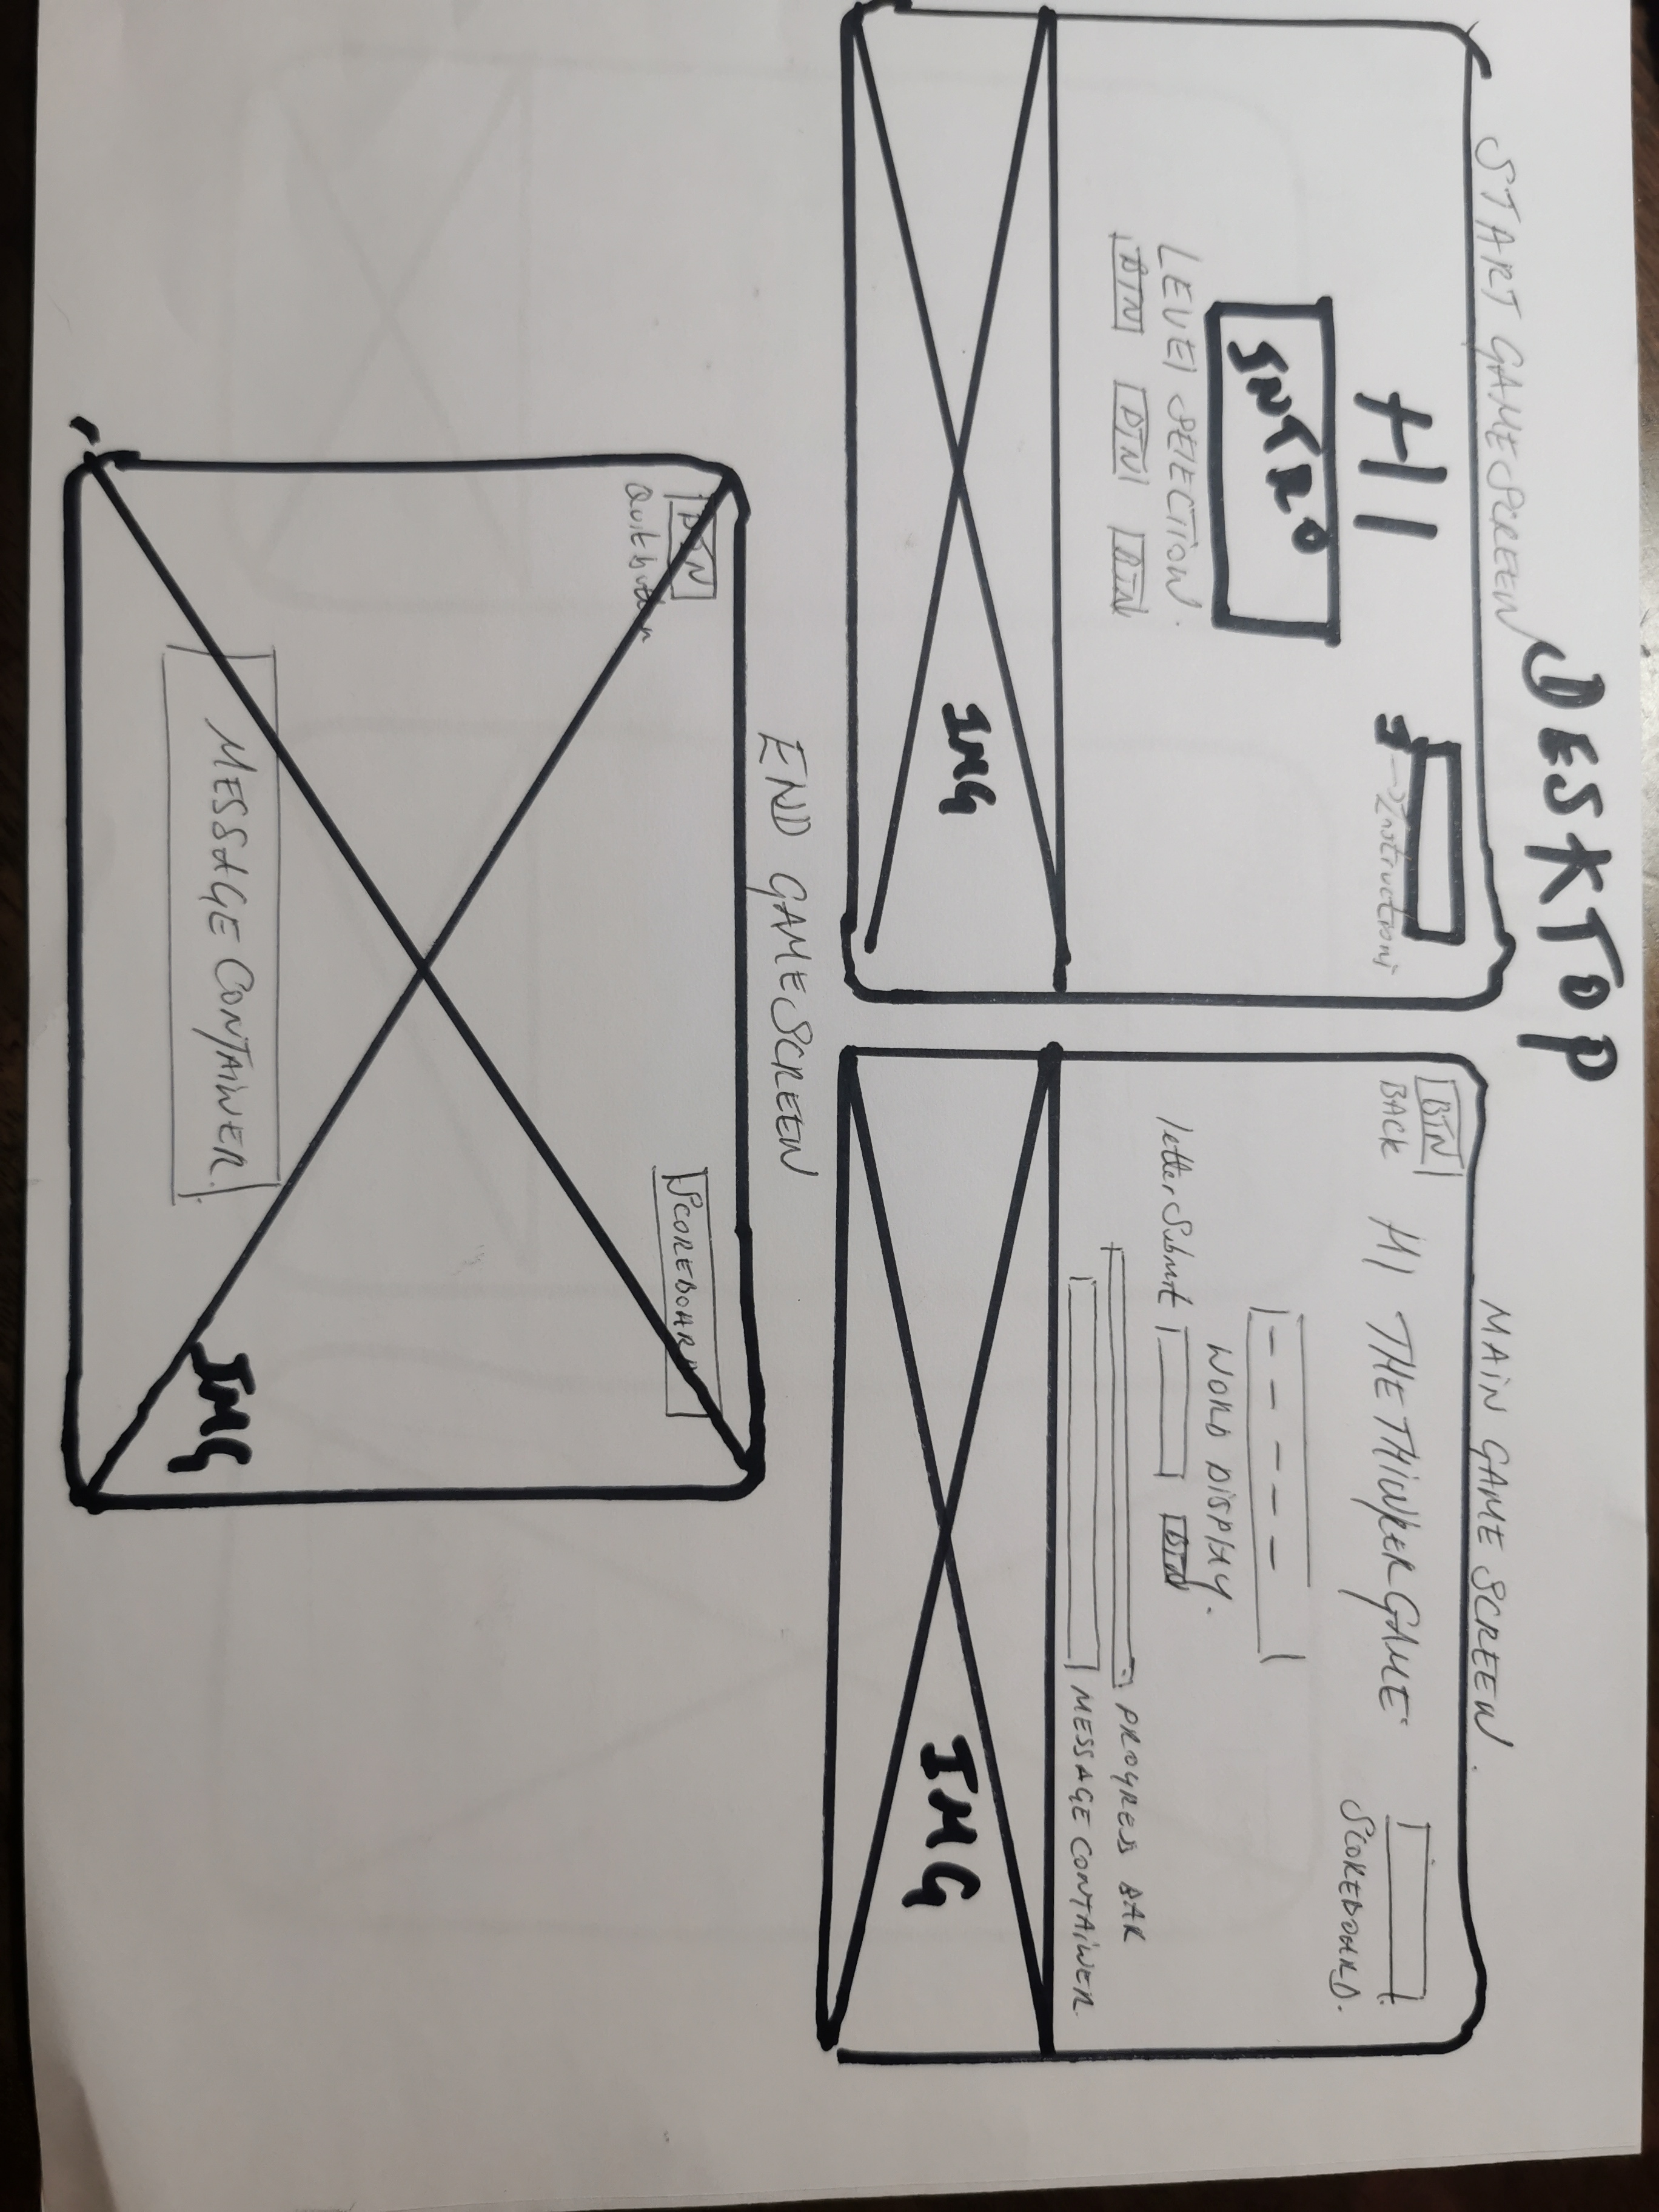 DESKTOP
START GAME SCREEN
H1
Instructions
INTRO
LEVEL SELECTION.
BTN BTN BTN
IMG
MAIN GAME SCREEN.
BTN
BACK
H1 THE THINKER GAME
SCOREBOARD.
WORD DISPLAY.
letter Submit BTN
PROGRESS BAR
MESSAGE CONTAINER
IMG
END GAME SCREEN
BTN
Quit button
SCOREBOARD
MESSAGE CONTAINER.
IMG